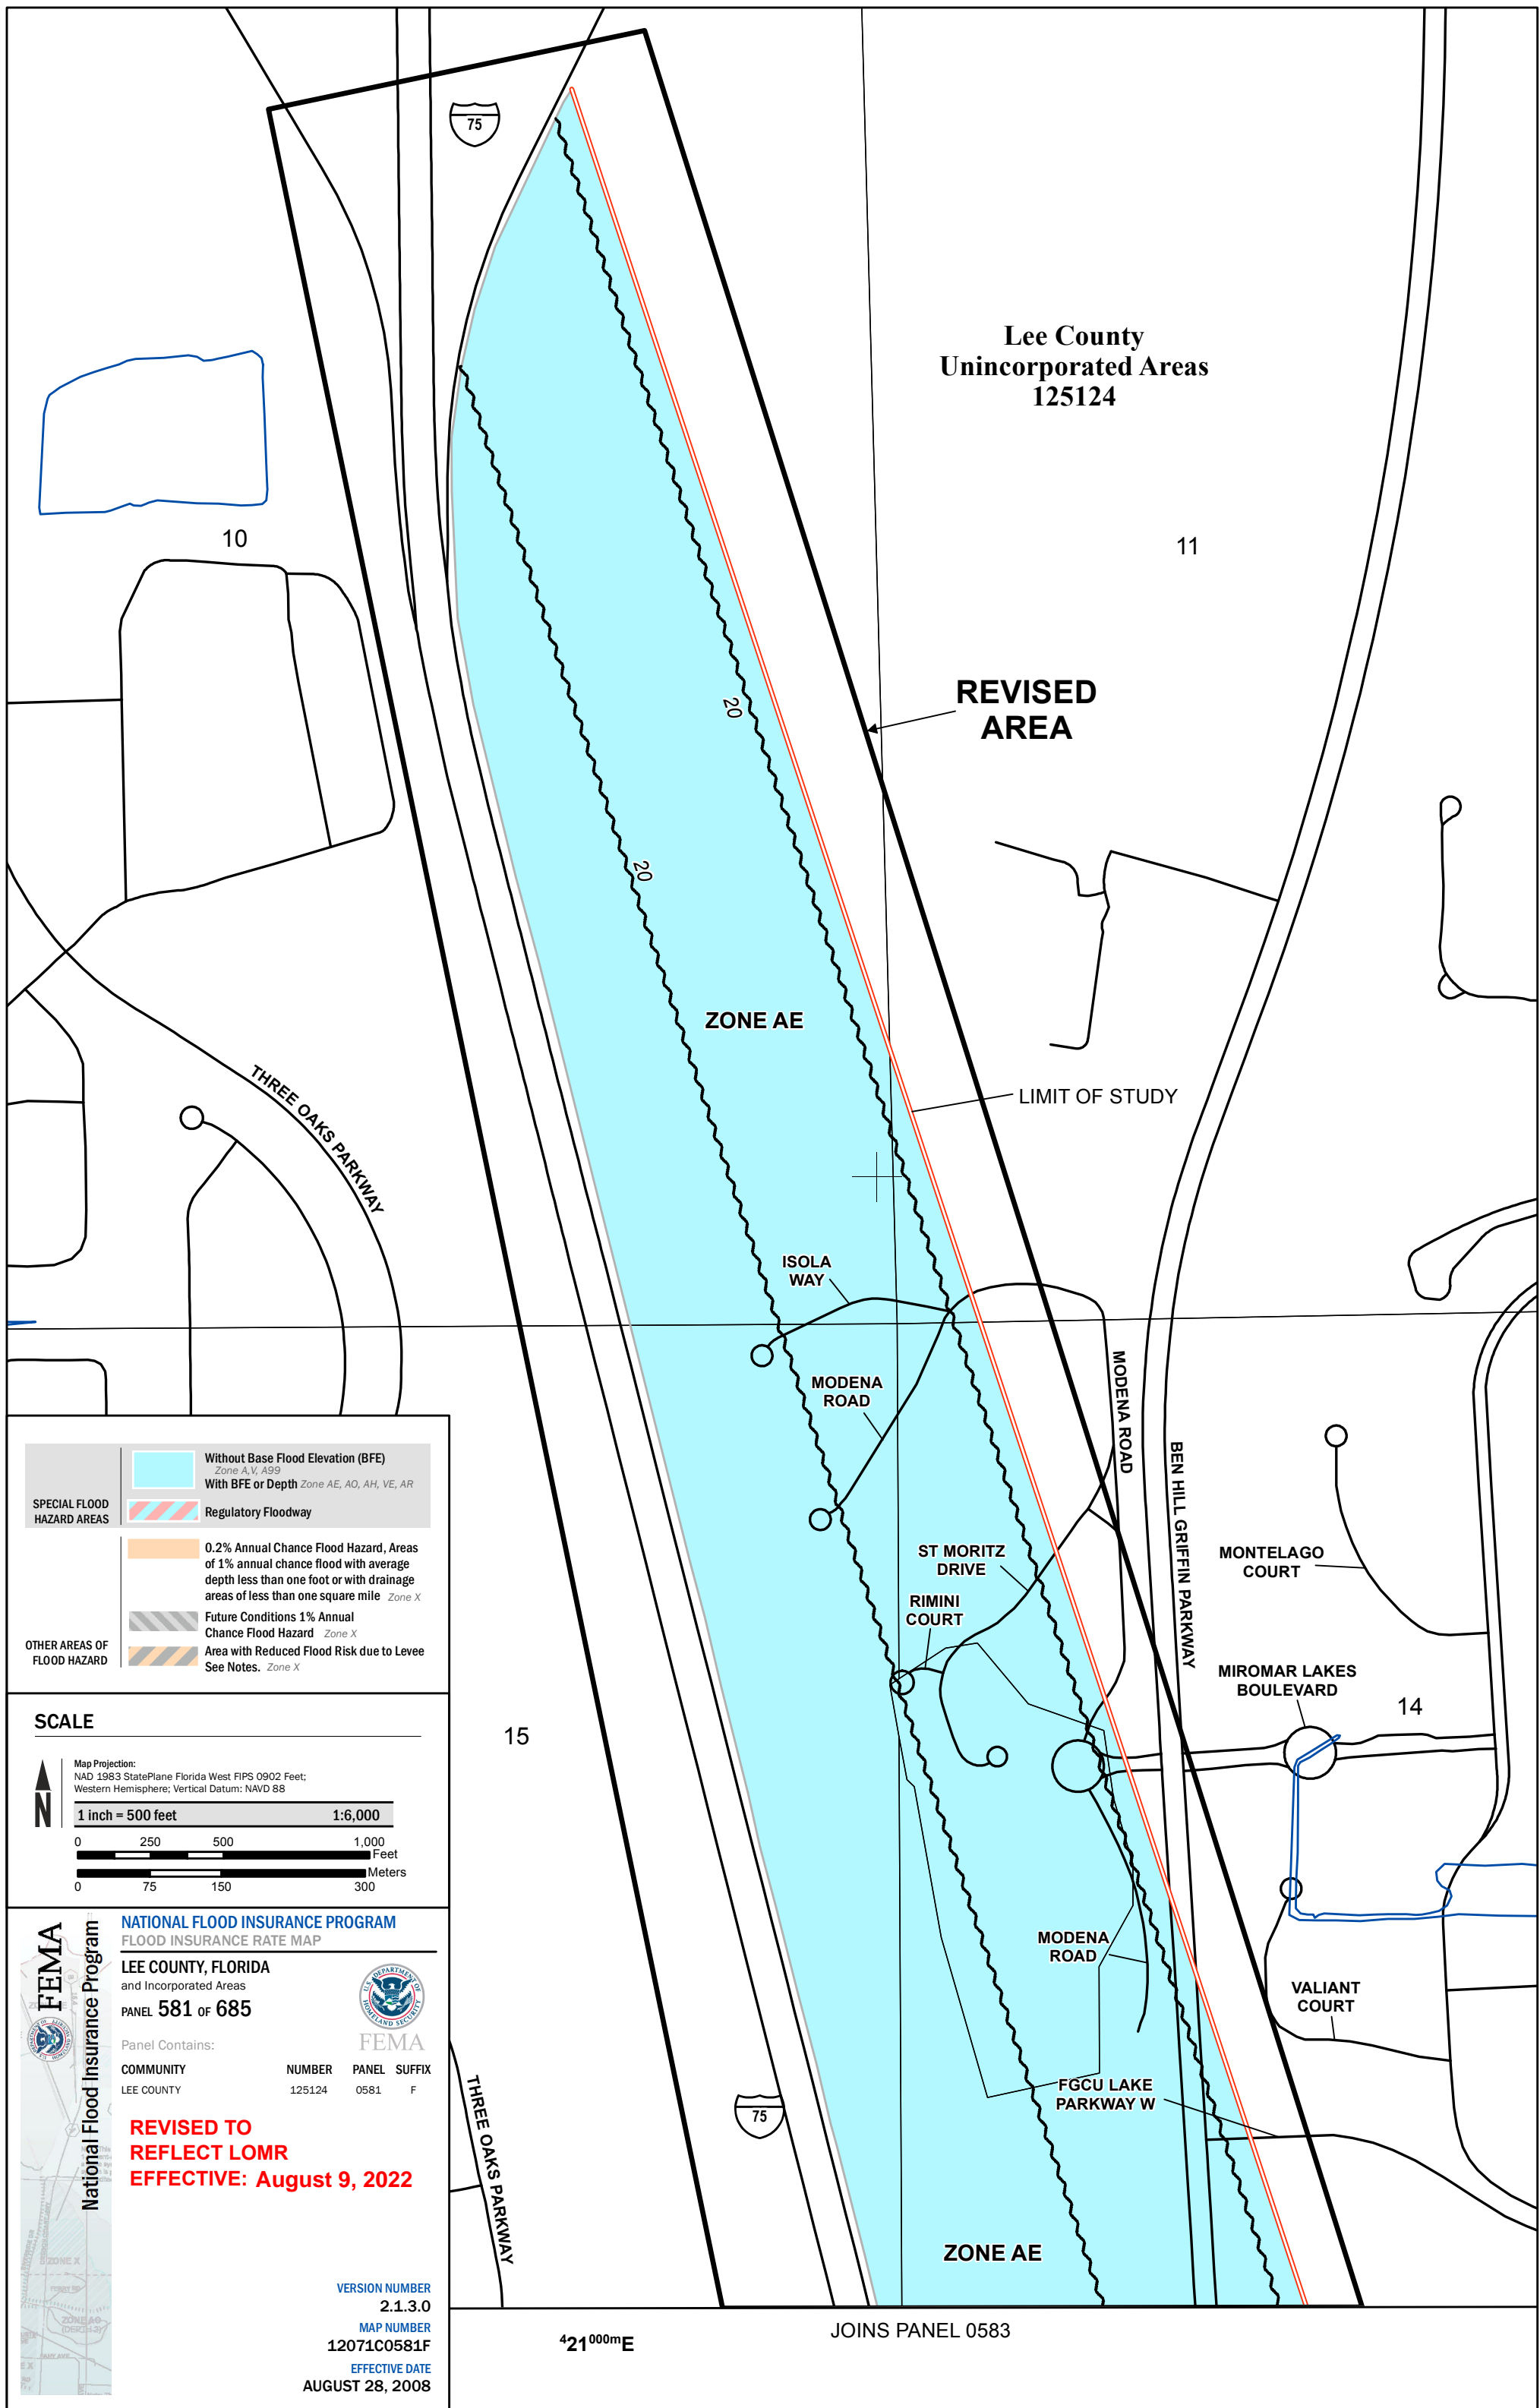 75
Lee County
Unincorporated Areas
125124
10
11
REVISED
AREA
20
20
ZONE AE
LIMIT OF STUDY
THREE OAKS PARKWAY
ISOLA
WAY
MODENA
ROAD
MODENA ROAD
BEN HILL GRIFFIN PARKWAY
MONTELAGO
COURT
ST MORITZ
DRIVE
RIMINI
COURT
MIROMAR LAKES
BOULEVARD
14
15
MODENA
ROAD
VALIANT
COURT
FGCU LAKE
PARKWAY W
75
THREE OAKS PARKWAY
ZONE AE
JOINS PANEL 0583
421000mE
SPECIAL FLOOD
HAZARD AREAS
Without Base Flood Elevation (BFE)
Zone A,V, A99
With BFE or Depth Zone AE, AO, AH, VE, AR
Regulatory Floodway
OTHER AREAS OF
FLOOD HAZARD
0.2% Annual Chance Flood Hazard, Areas
of 1% annual chance flood with average
depth less than one foot or with drainage
areas of less than one square mile Zone X
Future Conditions 1% Annual
Chance Flood Hazard Zone X
Area with Reduced Flood Risk due to Levee
See Notes. Zone X
SCALE
N
Map Projection:
NAD 1983 StatePlane Florida West FIPS 0902 Feet;
Western Hemisphere; Vertical Datum: NAVD 88
1 inch = 500 feet 1:6,000
0 250 500 1,000
Feet
Meters
0 75 150 300
FEMA
National Flood Insurance Program
NATIONAL FLOOD INSURANCE PROGRAM
FLOOD INSURANCE RATE MAP
LEE COUNTY, FLORIDA
and Incorporated Areas
PANEL 581 OF 685
U.S. DEPARTMENT OF
HOMELAND SECURITY
FEMA
Panel Contains:
COMMUNITY NUMBER PANEL SUFFIX
LEE COUNTY 125124 0581 F
REVISED TO
REFLECT LOMR
EFFECTIVE: August 9, 2022
ZONE X
VERSION NUMBER
2.1.3.0
MAP NUMBER
12071C0581F
EFFECTIVE DATE
AUGUST 28, 2008